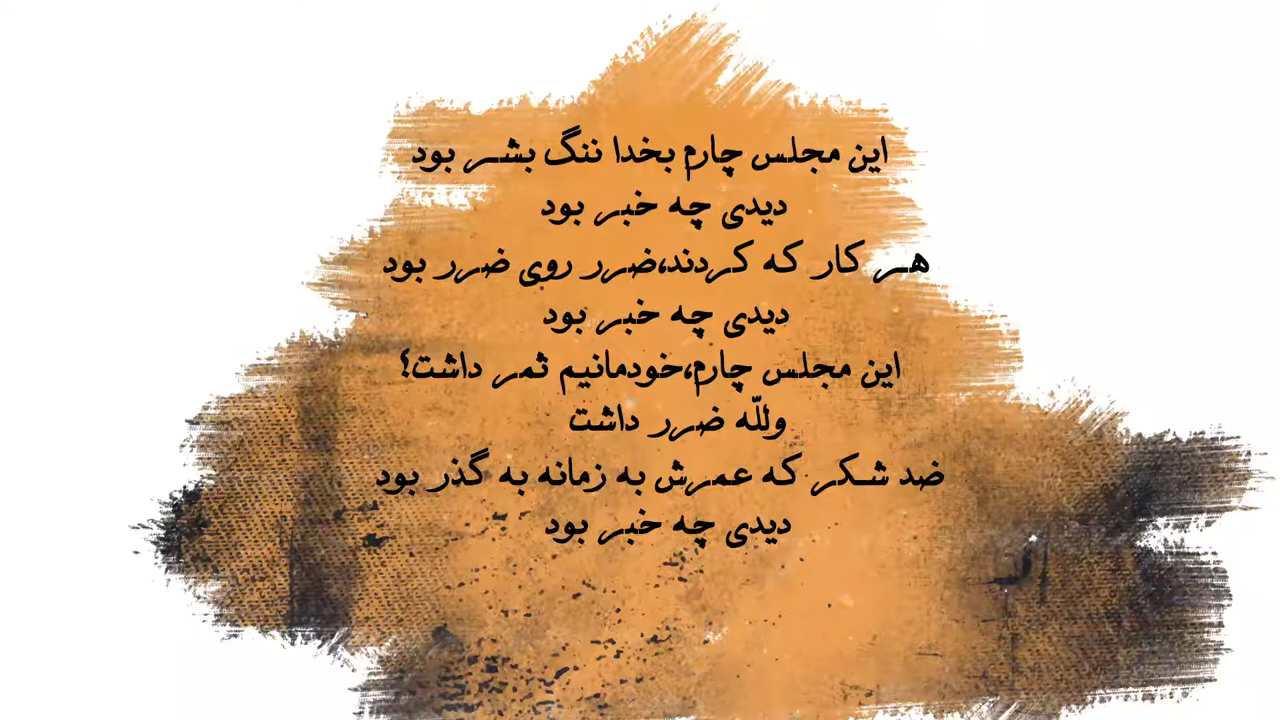 این مجلس چارم بخدا ننگ بشر بود
دیدی چه خبر بود
هر کار که کردند،ضرر روی ضرر بود
دیدی چه خبر بود
این مجلس چارم،خودمانیم ثمر داشت؟
وللّه ضرر داشت
ضد شکر که عمرش به زمانه به گذر بود
دیدی چه خبر بود